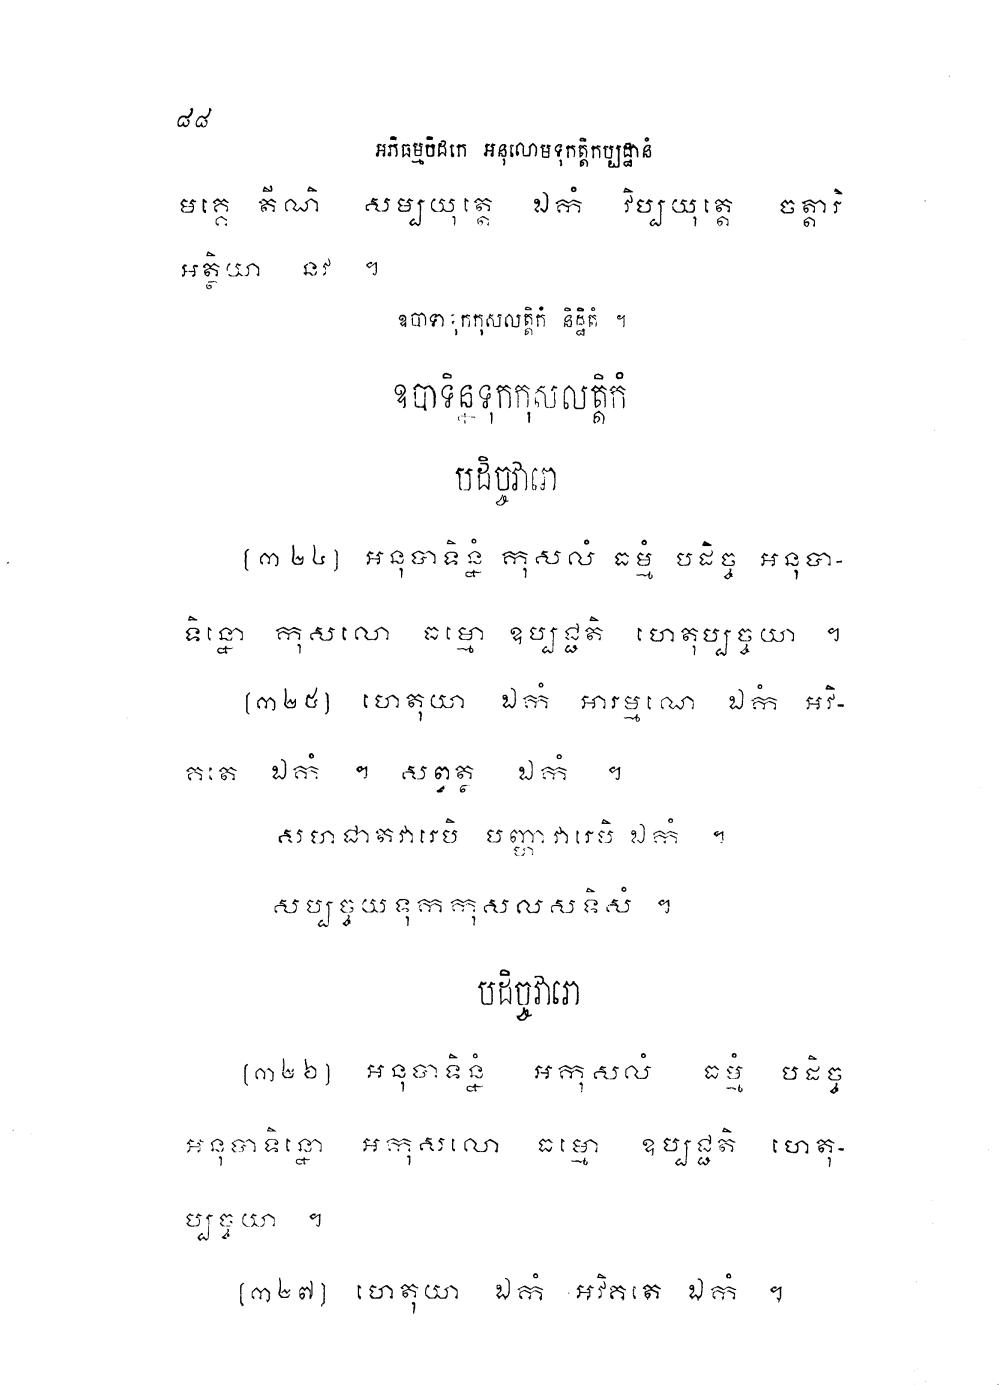 ៨៨
អភិធម្មបិដកេ អនុលោមទុកត្តិកប្បដ្ឋានំ
មគ្គេ តីណិ សម្បយុត្តេ ឯកំ វិប្បយុត្តេ ចត្តារិ
អត្ថិយា នវ ។
ឧបាទា កុសលត្តិកំ និដ្ឋិតំ ។
ឧបាទិន្នទុកកុសលត្តិកំ
បដិច្ចវារោ
(៣២៤) អនុបាទិន្នំ កុសលំ ធម្មំ បដិច្ច អនុបា-
ទិន្នោ កុសលោ ធម្មោ ឧប្បជ្ជតិ ហេតុប្បច្ចយា ។
(៣២៥) ហេតុយា ឯកំ អារម្មណេ ឯកំ អវិ-
គតេ ឯកំ ។ សព្វត្ថ ឯកំ ។
សហជាតវារេបិ បញ្ហាវារេបិ ឯកំ ។
សប្បច្ចយទុកកុសលសទិសំ ។
បដិច្ចវារោ
(៣២៦) អនុបាទិន្នំ អកុសលំ ធម្មំ បដិច្ច
អនុបាទិន្នោ អកុសលោ ធម្មោ ឧប្បជ្ជតិ ហេតុ-
ប្បច្ចយា ។
(៣២៧) ហេតុយា ឯកំ អវិគតេ ឯកំ ។